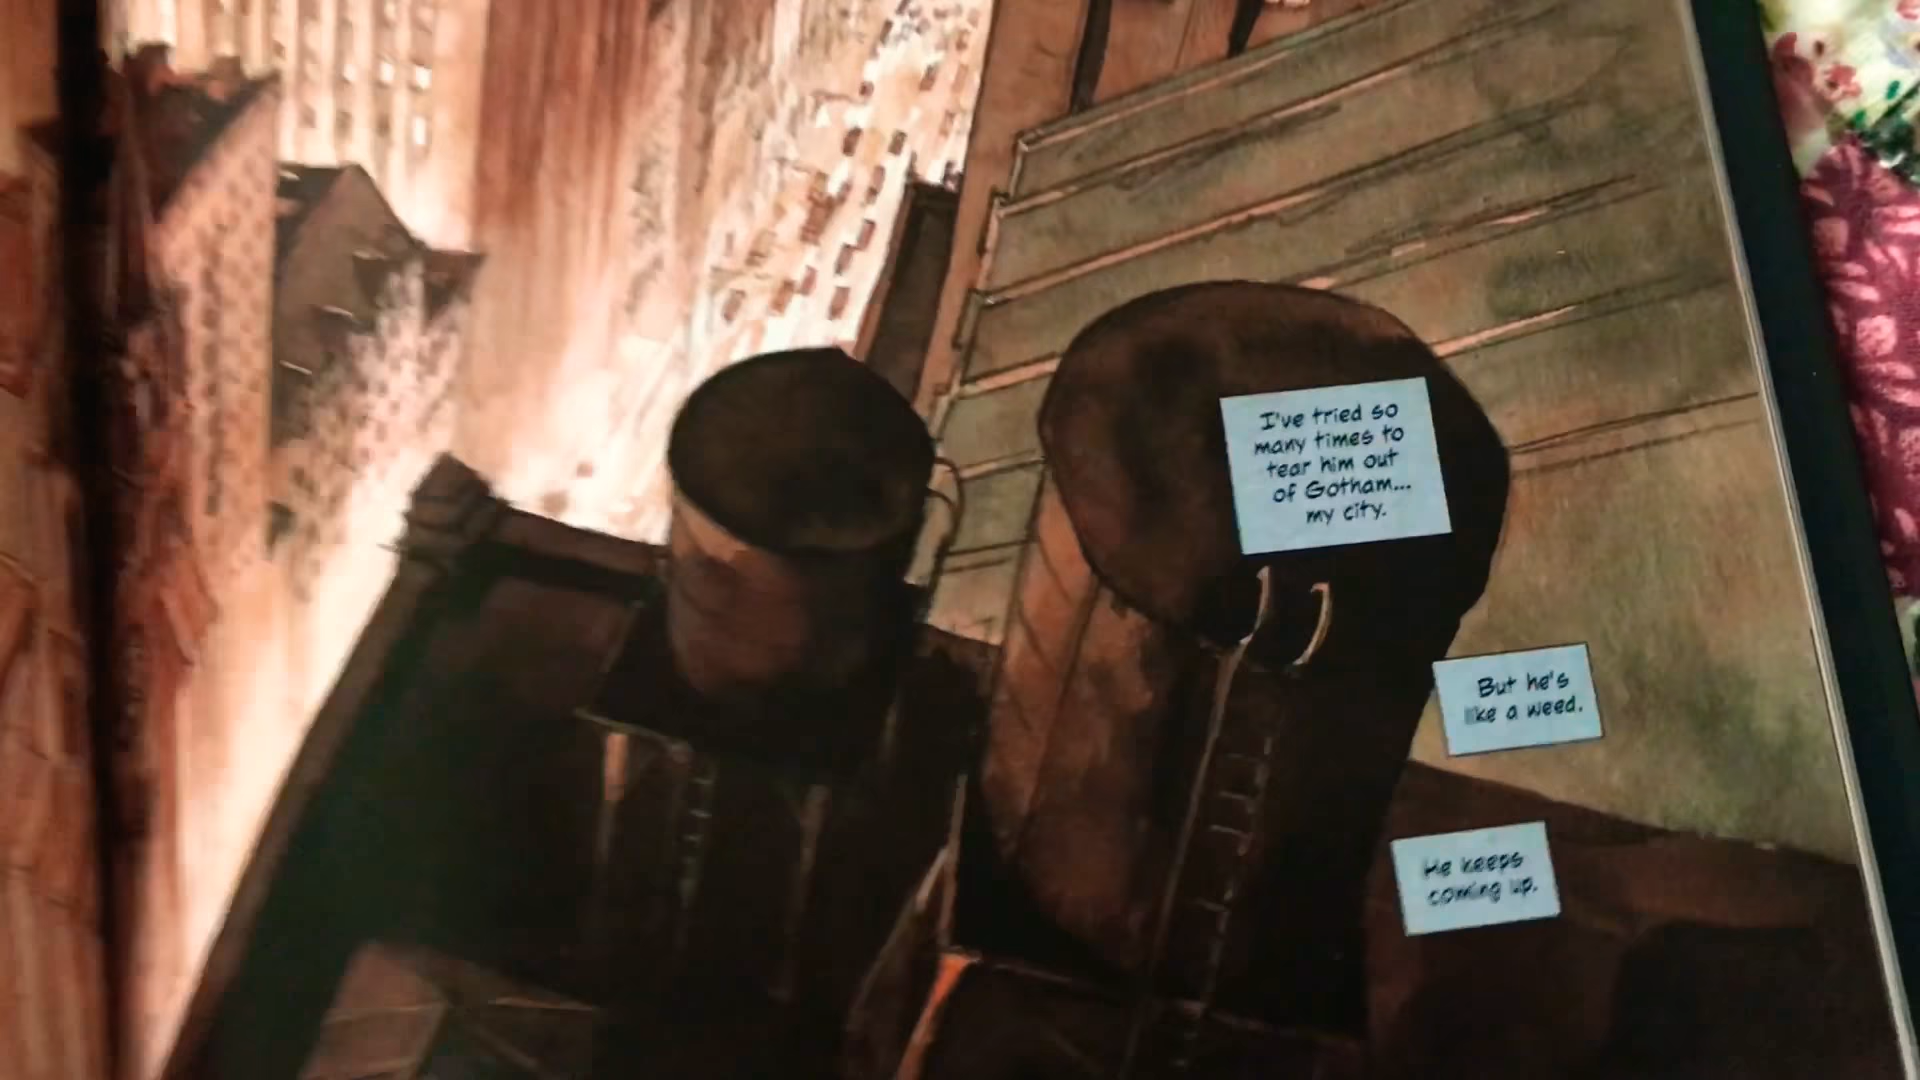 I've tried so
many times to
tear him out
of Gotham...
my city.
But he's
like a weed.
He keeps
coming up.